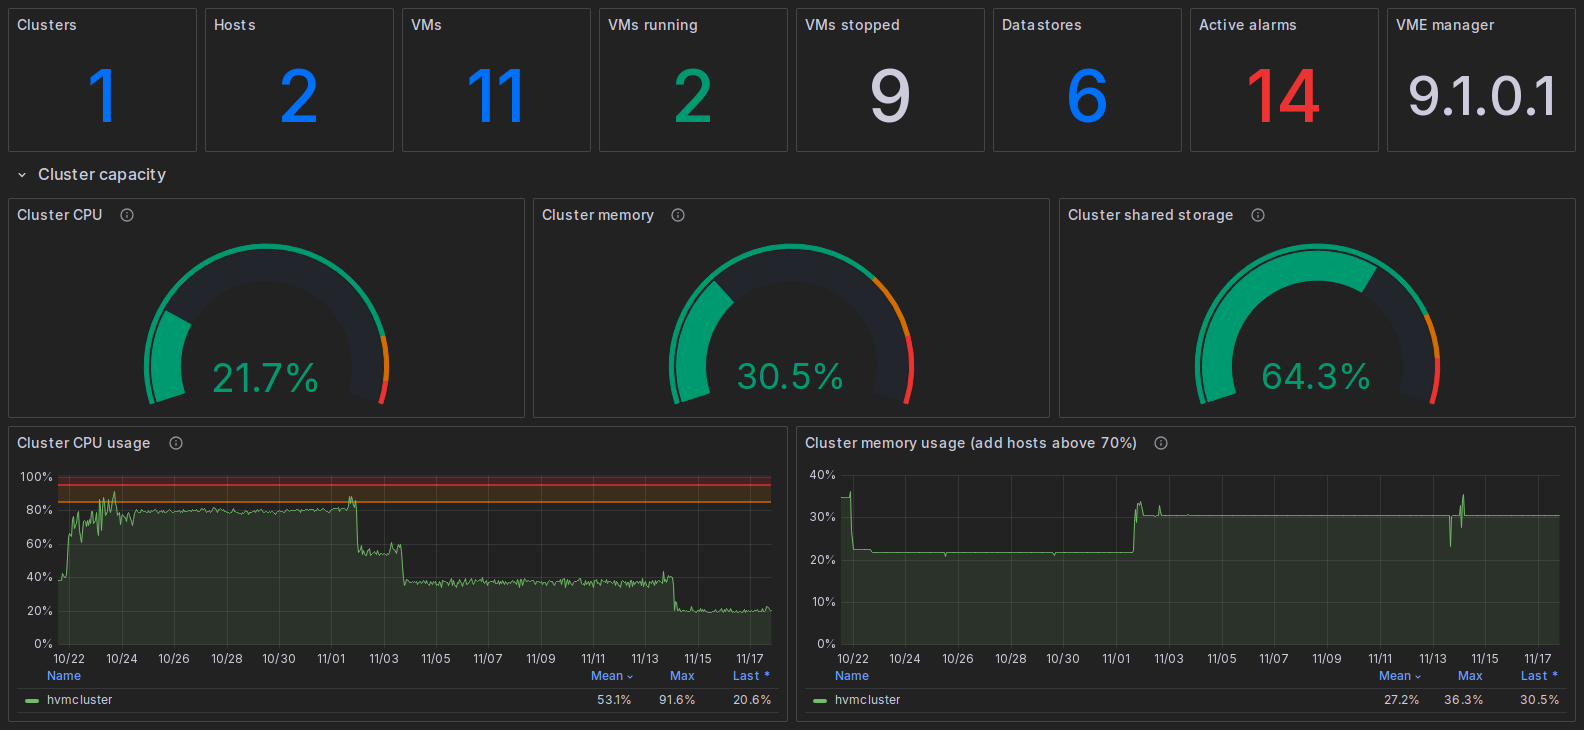 Clusters
Hosts
VMs
VMs running
VMs stopped
Datastores
Active alarms
VME manager
1
2
11
2
9
6
14
9.1.0.1
Cluster capacity
Cluster CPU
Cluster memory
Cluster shared storage
21.7%
30.5%
64.3%
Cluster CPU usage
100%
80%
60%
40%
20%
0%
10/22 10/24 10/26 10/28 10/30 11/01 11/03 11/05 11/07 11/09 11/11 11/13 11/15 11/17
Name Mean Max Last *
hvmcluster 53.1% 91.6% 20.6%
Cluster memory usage (add hosts above 70%)
40%
30%
20%
10%
0%
10/22 10/24 10/26 10/28 10/30 11/01 11/03 11/05 11/07 11/09 11/11 11/13 11/15 11/17
Name Mean Max Last *
hvmcluster 27.2% 36.3% 30.5%